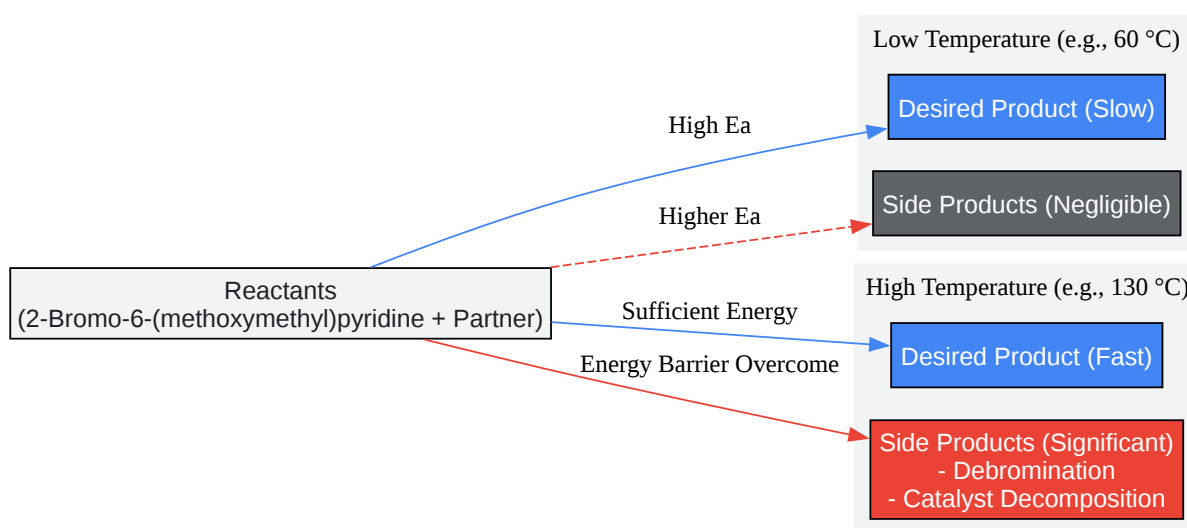 Low Temperature (e.g., 60 °C)
Desired Product (Slow)
High Ea
Side Products (Negligible)
Higher Ea
Reactants
(2-Bromo-6-(methoxymethyl)pyridine + Partner)
High Temperature (e.g., 130 °C)
Sufficient Energy
Desired Product (Fast)
Energy Barrier Overcome
Side Products (Significant)
- Debromination
- Catalyst Decomposition